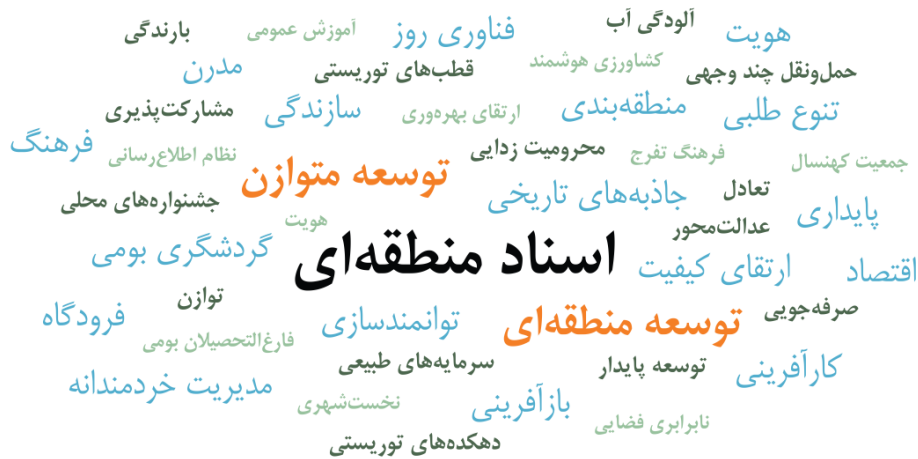 آلودگی آب
هویت
بارندگی
آموزش عمومی
فناوری روز
کشاورزی هوشمند
حمل‌ونقل چند وجهی
قطب‌های توریستی
مدرن
تنوع طلبی
منطقه‌بندی
ارتقای بهره‌وری
سازندگی
مشارکت‌پذیری
فرهنگ
محرومیت زدایی
فرهنگ تفرج
جمعیت کهنسال
نظام اطلاع‌رسانی
توسعه متوازن
تعادل
جاذبه‌های تاریخی
جشنواره‌های محلی
پایداری
هویت
عدالت‌محور
گردشگری بومی
اسناد منطقه‌ای
ارتقای کیفیت
اقتصاد
توازن
صرفه‌جویی
فرودگاه
توانمندسازی
توسعه منطقه‌ای
فارغ‌التحصیلان بومی
سرمایه‌های طبیعی
توسعه پایدار
کارآفرینی
مدیریت خردمندانه
نخست‌شهری
بازآفرینی
نابرابری فضایی
دهکده‌های توریستی